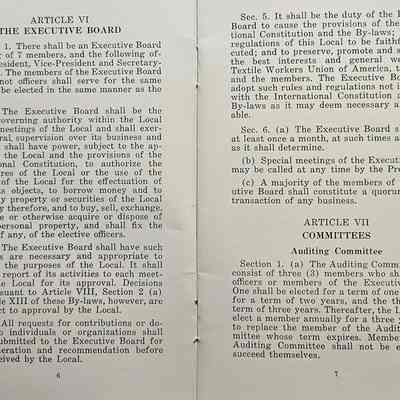 ARTICLE VI
THE EXECUTIVE BOARD
1. There shall be an Executive Board
g of 7 members, and the following of-
esident, Vice-President and Secretary-
. The members of the Executive Board
not officers shall serve for the same
be elected in the same manner as the
The Executive Board shall be the
overning authority within the Local
meetings of the Local and shall exer-
ral, supervision over its business and
shall have power, subject to the ap-
the Local and the provisions of the
onal Constitution, to authorize the
res of the Local or the use of the
of the Local for the effectuation of
s objects, to borrow money and to
y property or securities of the Local
y therefore, and to buy, sell, exchange,
e or otherwise acquire or dispose of
personal property, and shall fix the
f any, of the elective officers.
The Executive Board shall have such
s are necessary and appropriate to
the purposes of the Local. It shall
report of its activities to each meet-
he Local for its approval. Decisions
rsuant to Article VIII, Section 2 (a)
le XIII of these By-laws, however, are
ct to approval by the Local.
All requests for contributions or do-
o individuals or organizations shall
ubmitted to the Executive Board for
eration and recommendation before
ceived by the Local.
6
Sec. 5. It shall be the duty of the E
Board to cause the provisions of the
tional Constitution and the By-laws;
regulations of this Local to be faithf
cuted; and to preserve, promote and s
the best interests and general we
Textile Workers Union of America, t
and the members. The Executive Bo
adopt such rules and regulations not i
with the International Constitution a
By-laws as it may deem necessary a
able.
Sec. 6. (a) The Executive Board s
at least once a month, at such times a
as it shall determine.
(b) Special meetings of the Execut
may be called at any time by the Pre
(c) A majority of the members of
utive Board shall constitute a quorum
transaction of any business.
ARTICLE VII
COMMITTEES
Auditing Committee
Section 1. (a) The Auditing Comm
consist of three (3) members who sha
officers or members of the Executive
One shall be elected for a term of one
for a term of two years, and the th
term of three years. Thereafter, the L
elect a member annually for a three y
to replace the member of the Audit
mittee whose term expires. Membe
Auditing Committee shall not be e
succeed themselves.
7